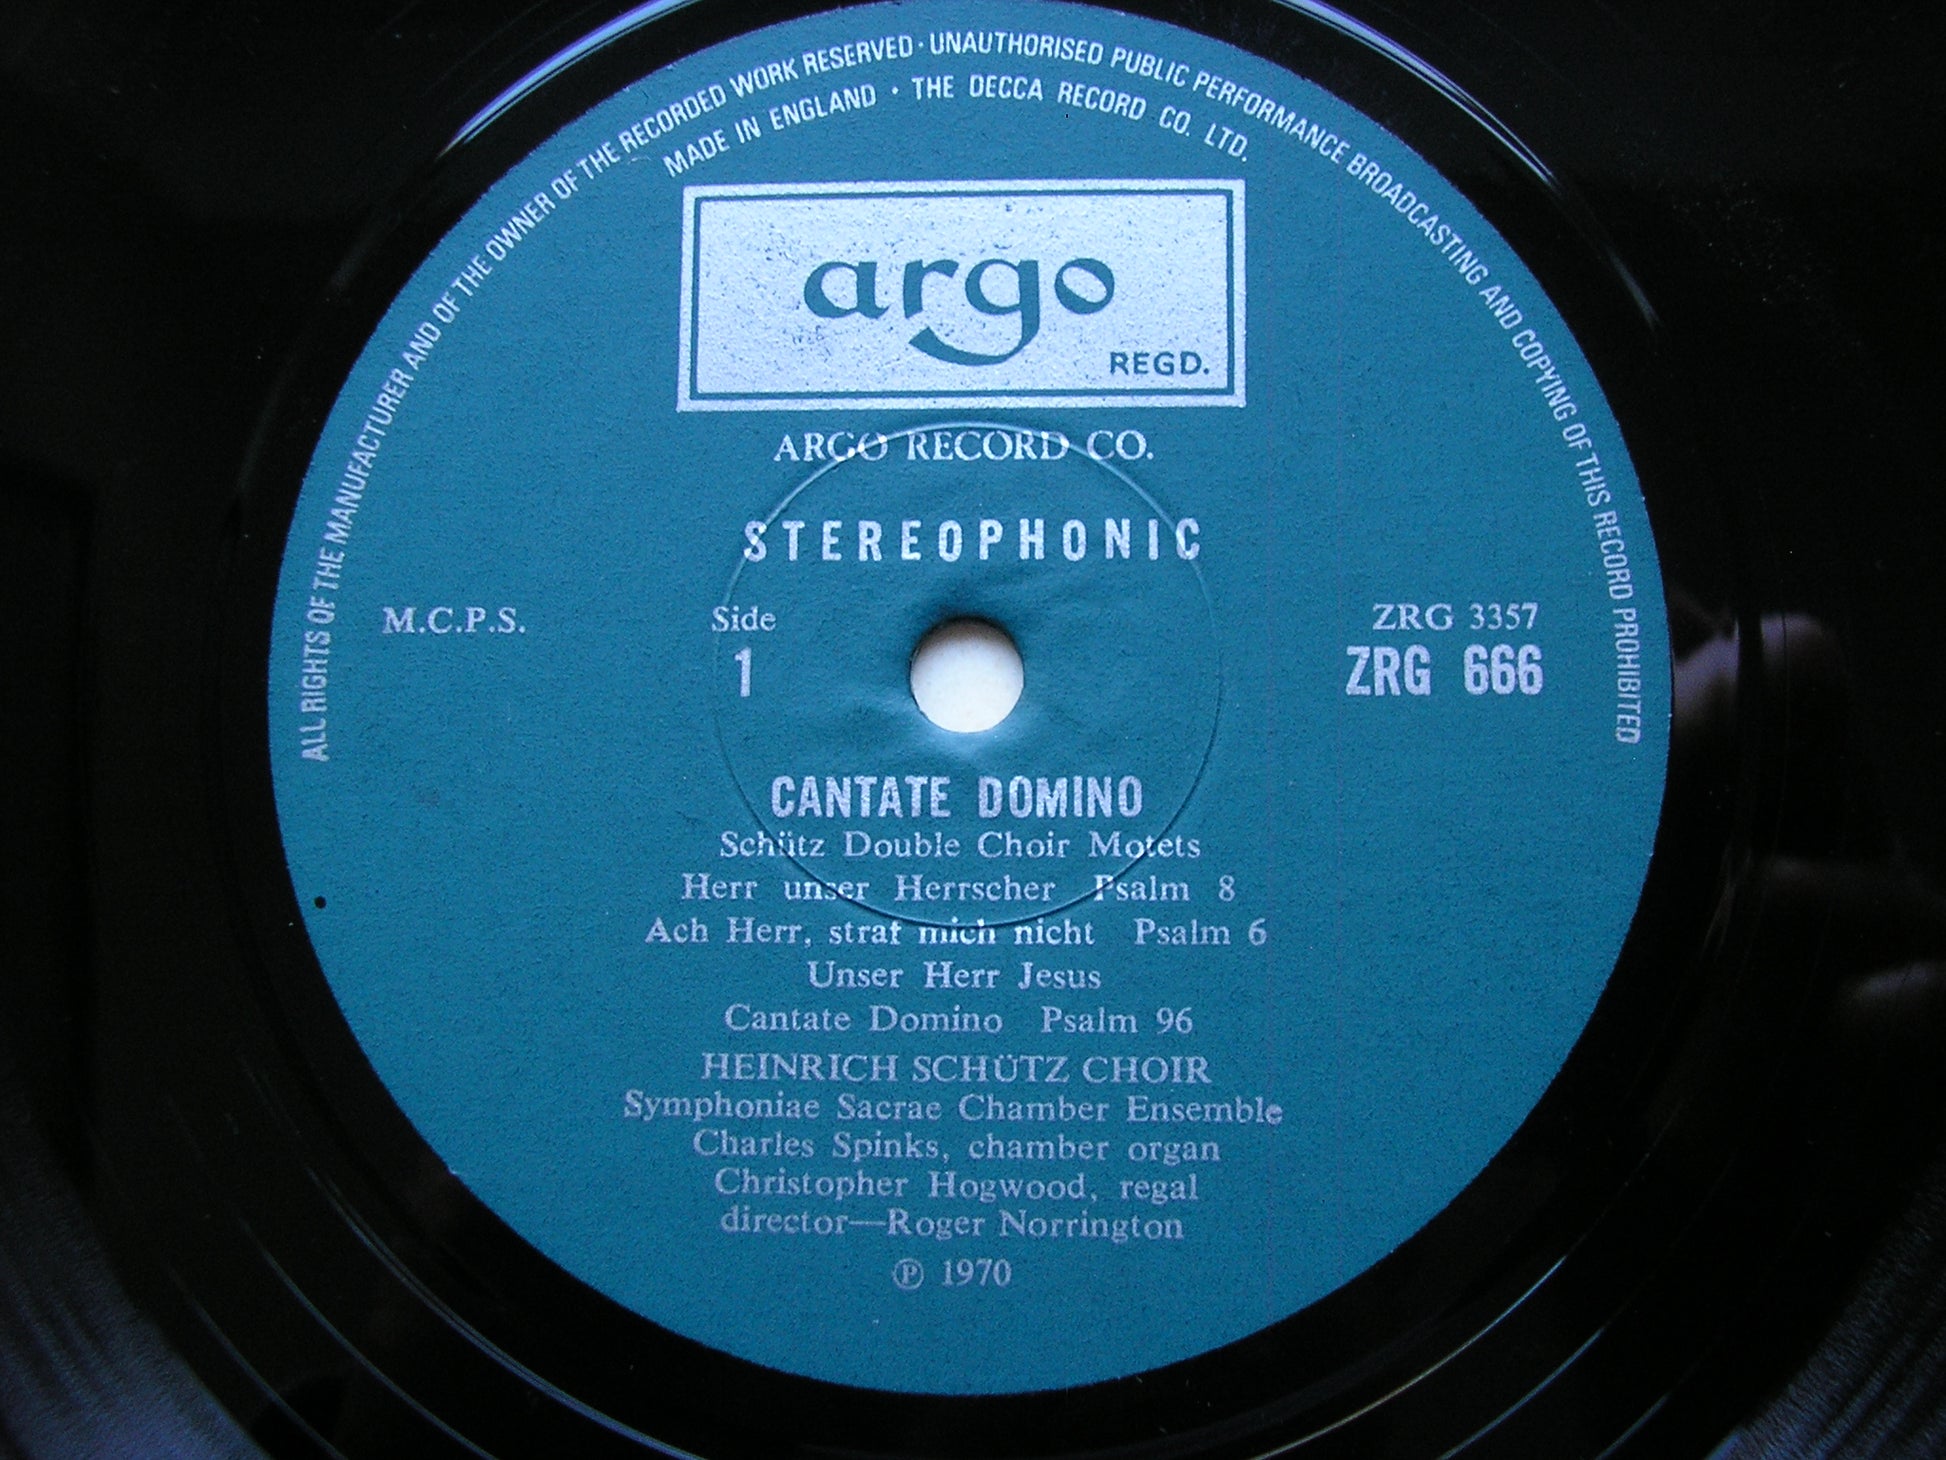 ALL RIGHTS OF THE MANUFACTURER AND OF THE OWNER OF THE RECORDED WORK RESERVED · UNAUTHORISED PUBLIC PERFORMANCE BROADCASTING AND COPYING OF THIS RECORD PROHIBITED
MADE IN ENGLAND · THE DECCA RECORD CO. LTD.
argo
REGD.
ARGO RECORD CO.
STEREOPHONIC
M.C.P.S.
Side
1
ZRG 3357
ZRG 666
CANTATE DOMINO
Schütz Double Choir Motets
Herr unser Herrscher Psalm 8
Ach Herr, straf mich nicht Psalm 6
Unser Herr Jesus
Cantate Domino Psalm 96
HEINRICH SCHÜTZ CHOIR
Symphoniae Sacrae Chamber Ensemble
Charles Spinks, chamber organ
Christopher Hogwood, regal
director—Roger Norrington
℗ 1970